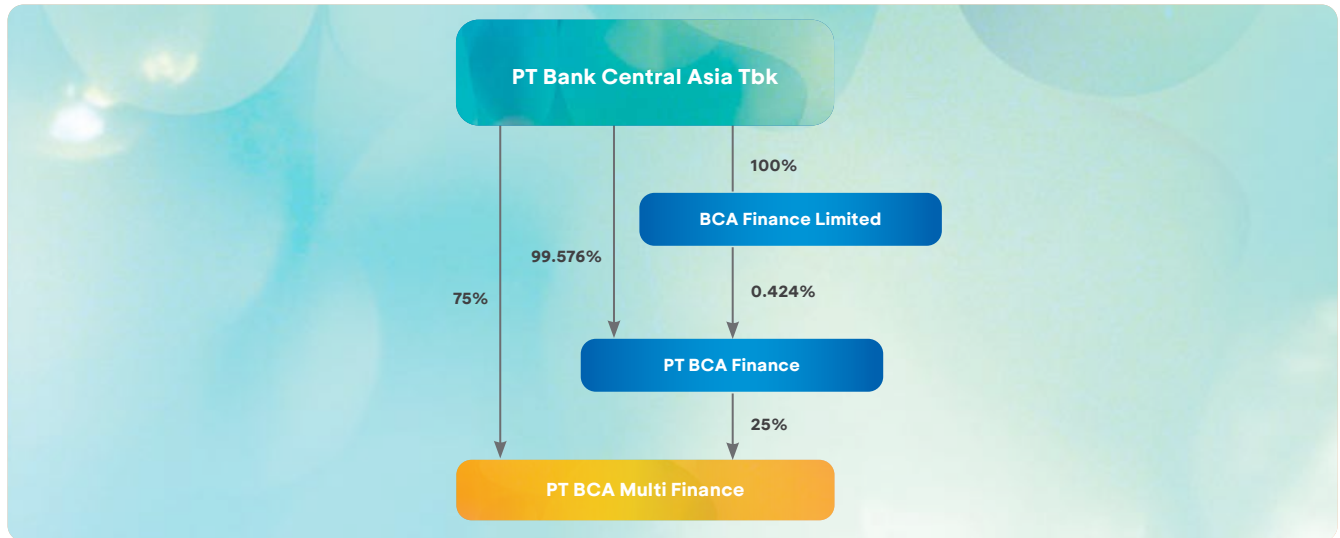 PT Bank Central Asia Tbk
100%
BCA Finance Limited
99.576%
75%
0.424%
PT BCA Finance
25%
PT BCA Multi Finance